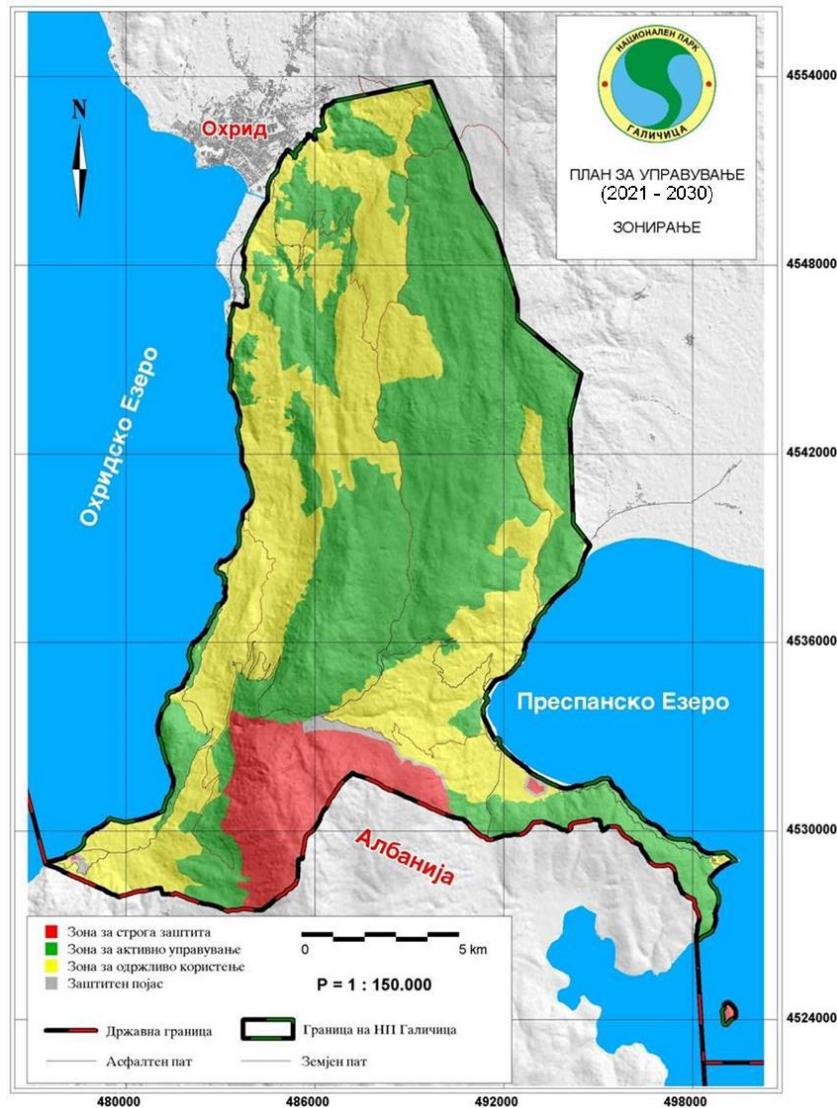 НАЦИОНАЛЕН ПАРК
ГАЛИЧИЦА
ПЛАН ЗА УПРАВУВАЊЕ
(2021 - 2030)
ЗОНИРАЊЕ
N
Охрид
Охридско Езеро
Преспанско Езеро
Албанија
4554000
4548000
4542000
4536000
4530000
4524000
Зона за строга заштита
Зона за активно управување
Зона за одржливо користење
Заштитен појас
0 5 km
Р = 1 : 150.000
Државна граница
Граница на НП Галичица
Асфалтен пат
Земјен пат
480000 486000 492000 498000